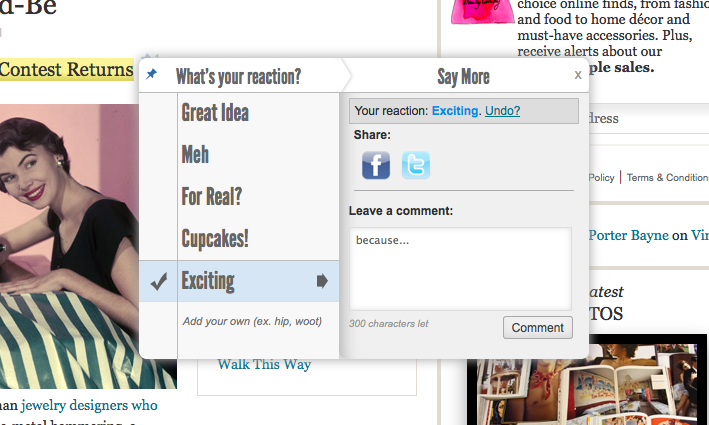 d-Be
Contest Returns
What's your reaction?
Great Idea
Meh
For Real?
Cupcakes!
Exciting
Add your own (ex. hip, woot)
Say More
x
Your reaction: Exciting. Undo?
Share:
f
t
Leave a comment:
because...
300 characters let
Comment
Walk This Way
man jewelry designers who
choice online finds, from fashio
and food to home décor and
must-have accessories. Plus,
receive alerts about our
ple sales.
dress
Policy | Terms & Conditions
Porter Bayne on Vin
atest
TOS